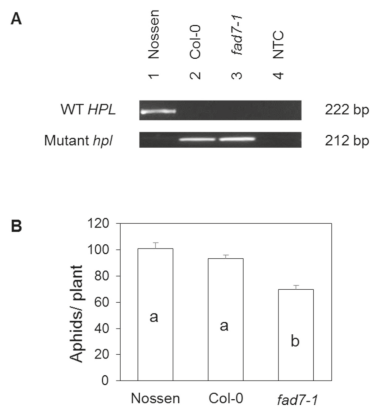 A
1 Nossen
2 Col-0
3 fad7-1
4 NTC
WT HPL 222 bp
Mutant hpl 212 bp
B
Aphids/ plant
120
100
80
60
40
20
0
a a b
Nossen Col-0 fad7-1